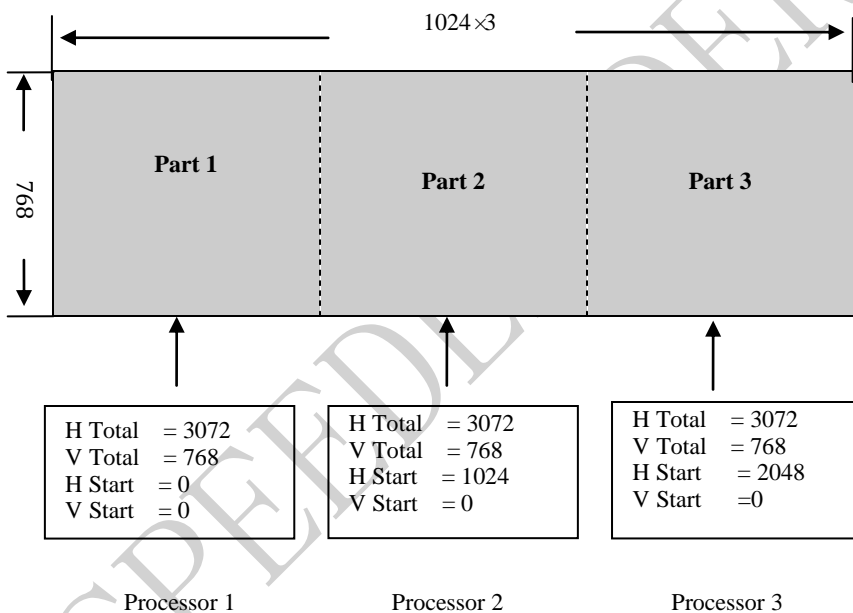 1024×3
768
Part 1
Part 2
Part 3
H Total = 3072
V Total = 768
H Start = 0
V Start = 0
H Total = 3072
V Total = 768
H Start = 1024
V Start = 0
H Total = 3072
V Total = 768
H Start = 2048
V Start =0
Processor 1
Processor 2
Processor 3